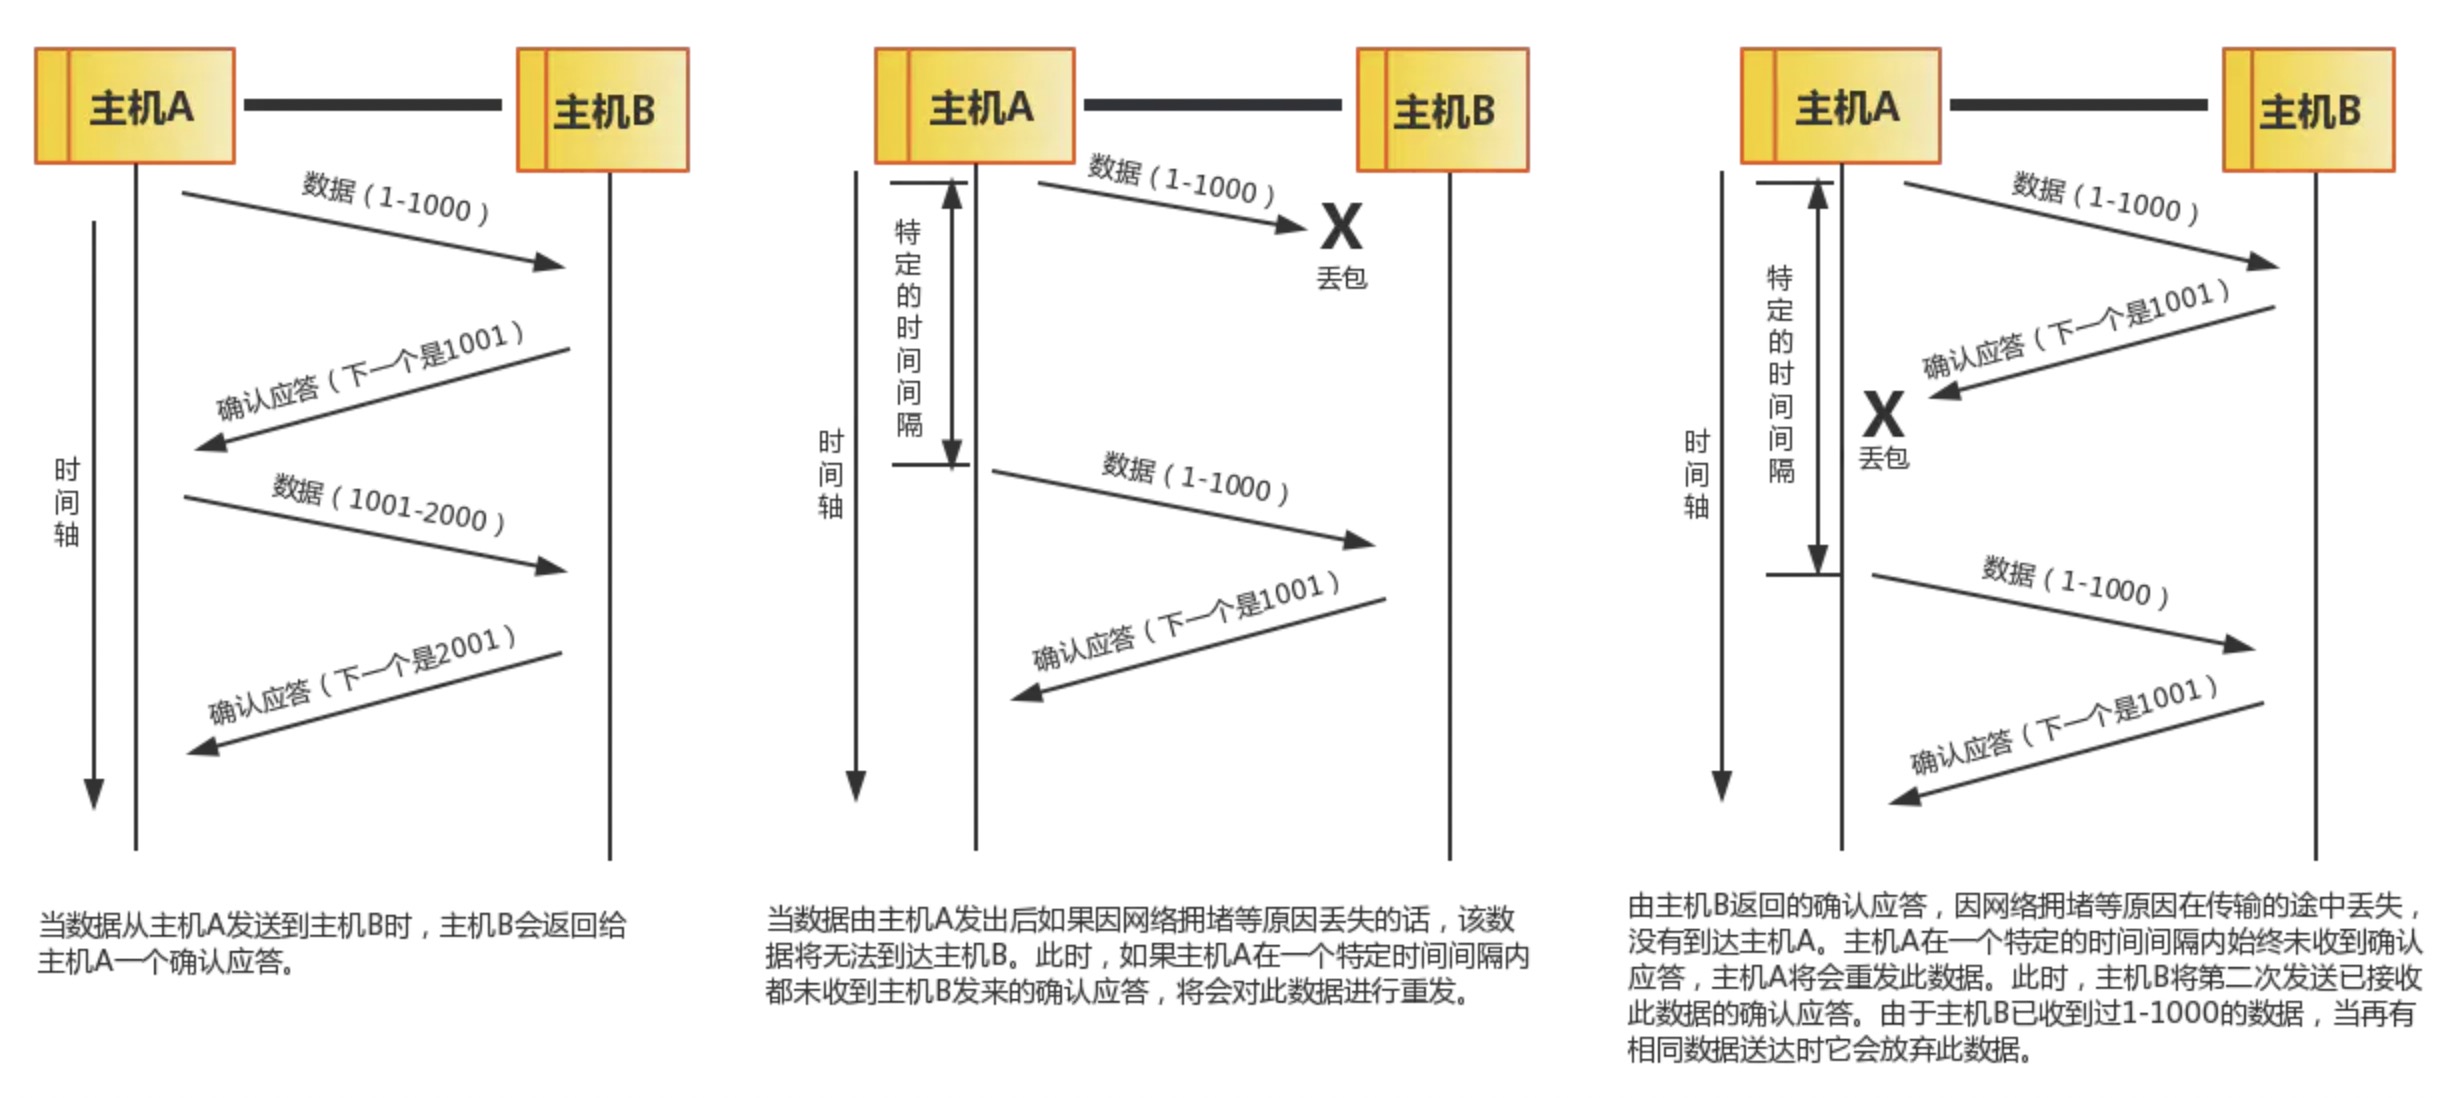 主机A
主机B
数据（1-1000）
确认应答（下一个是1001）
数据（1001-2000）
确认应答（下一个是2001）
时间轴
当数据从主机A发送到主机B时，主机B会返回给
主机A一个确认应答。
主机A
主机B
数据（1-1000）
X
丢包
特定的时间间隔
数据（1-1000）
确认应答（下一个是1001）
时间轴
当数据由主机A发出后如果因网络拥堵等原因丢失的话，该数
据将无法到达主机B。此时，如果主机A在一个特定时间间隔内
都未收到主机B发来的确认应答，将会对此数据进行重发。
主机A
主机B
数据（1-1000）
确认应答（下一个是1001）
X
丢包
特定的时间间隔
数据（1-1000）
确认应答（下一个是1001）
时间轴
由主机B返回的确认应答，因网络拥堵等原因在传输的途中丢失，
没有到达主机A。主机A在一个特定的时间间隔内始终未收到确认
应答，主机A将会重发此数据。此时，主机B将第二次发送已接收
此数据的确认应答。由于主机B已收到过1-1000的数据，当再有
相同数据送达时它会放弃此数据。